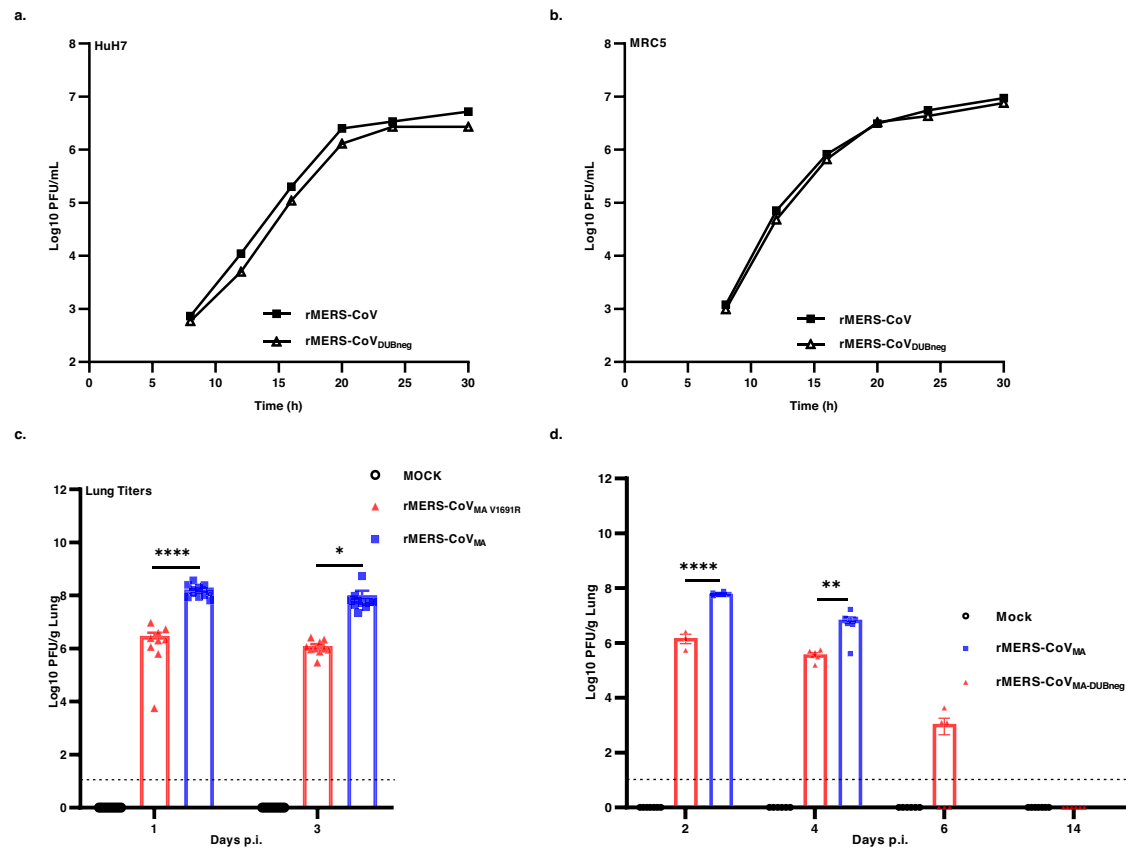 a.
HuH7
Log10 PFU/mL
8
7
6
5
4
3
2
0 5 10 15 20 25 30
Time (h)
rMERS-CoV
rMERS-CoVDUBneg
b.
MRC5
Log10 PFU/mL
8
7
6
5
4
3
2
0 5 10 15 20 25 30
Time (h)
rMERS-CoV
rMERS-CoVDUBneg
c.
Lung Titers
Log10 PFU/g Lung
12
10
8
6
4
2
0
**** *
1 3
Days p.i.
MOCK
rMERS-CoVMA V1691R
rMERS-CoVMA
d.
Log10 PFU/g Lung
12
10
8
6
4
2
0
**** **
2 4 6 14
Days p.i.
Mock
rMERS-CoVMA
rMERS-CoVMA-DUBneg